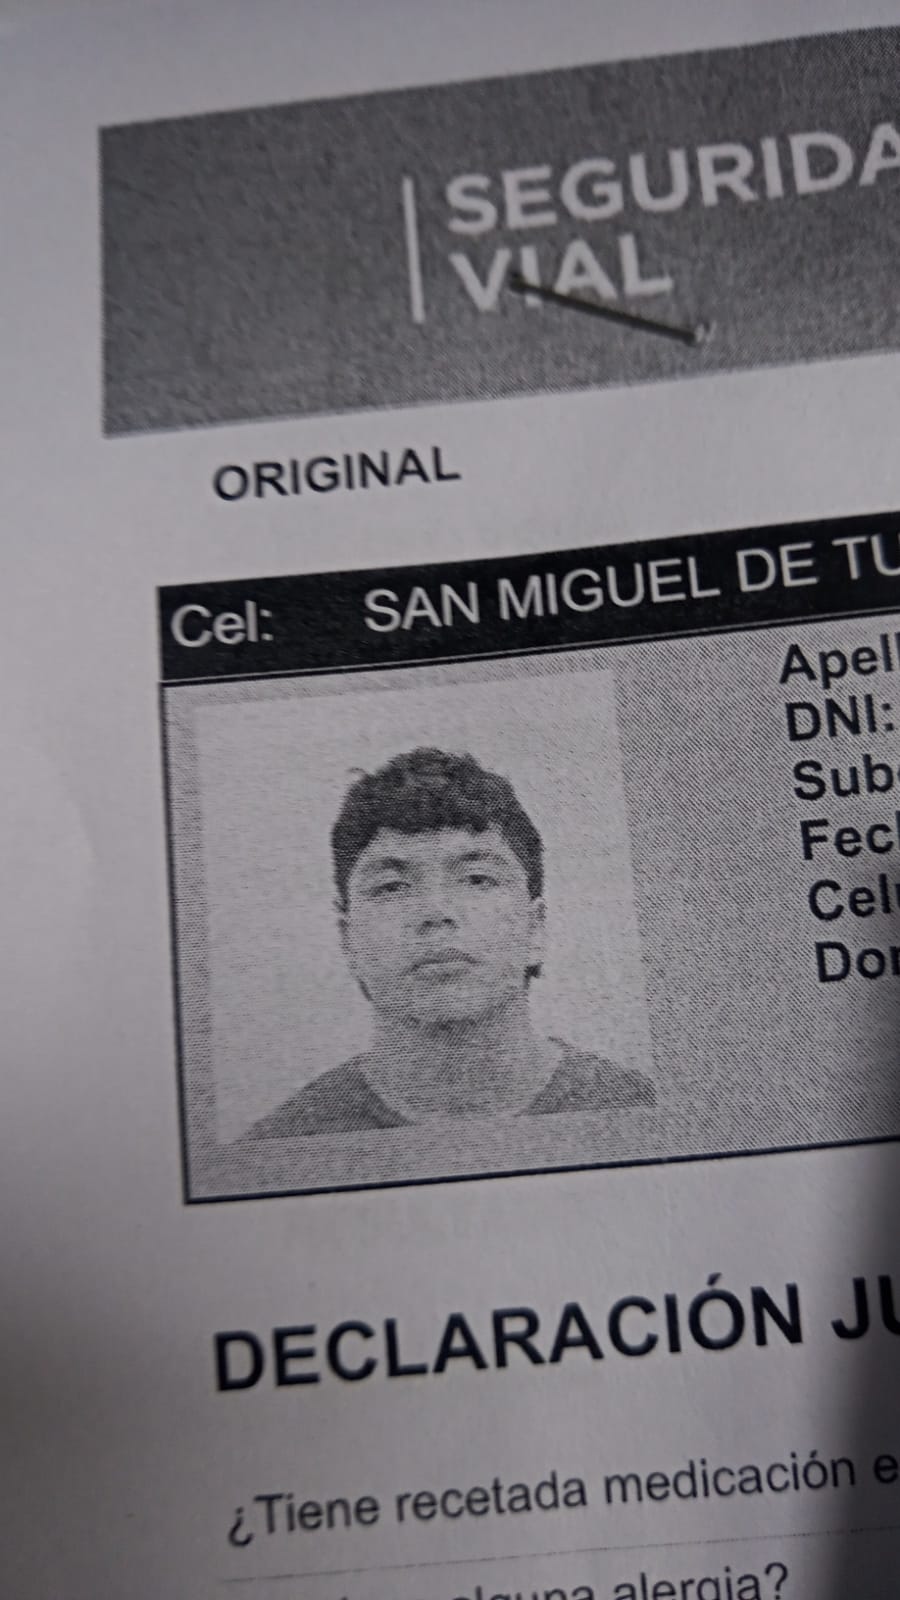 SEGURIDA
VIAL
ORIGINAL
Cel: SAN MIGUEL DE TU
Apell
DNI:
Sub
Fec
Cel
Do
DECLARACIÓN JU
¿Tiene recetada medicación e
alguna alergia?